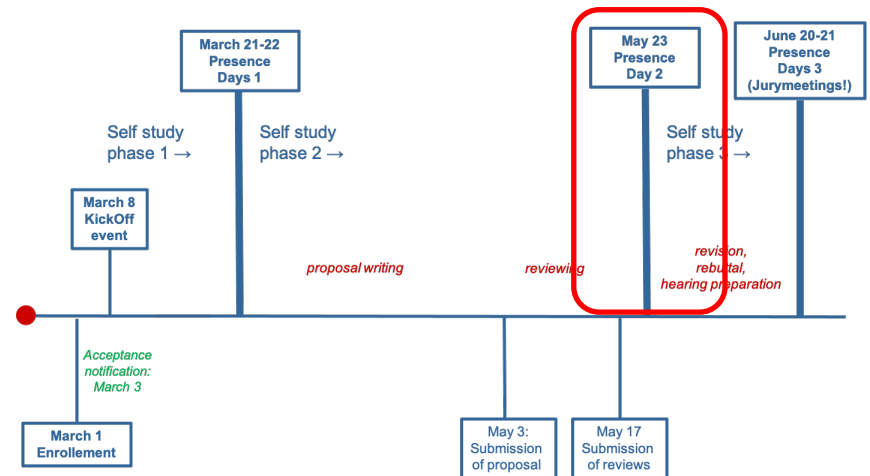 March 21-22
Presence
Days 1
May 23
Presence
Day 2
June 20-21
Presence
Days 3
(Jurymeetings!)
Self study
phase 1 →
Self study
phase 2 →
Self study
phase 3 →
March 8
KickOff
event
proposal writing
reviewing
revision,
rebuttal,
hearing preparation
Acceptance
notification:
March 3
March 1
Enrollement
May 3:
Submission
of proposal
May 17
Submission
of reviews